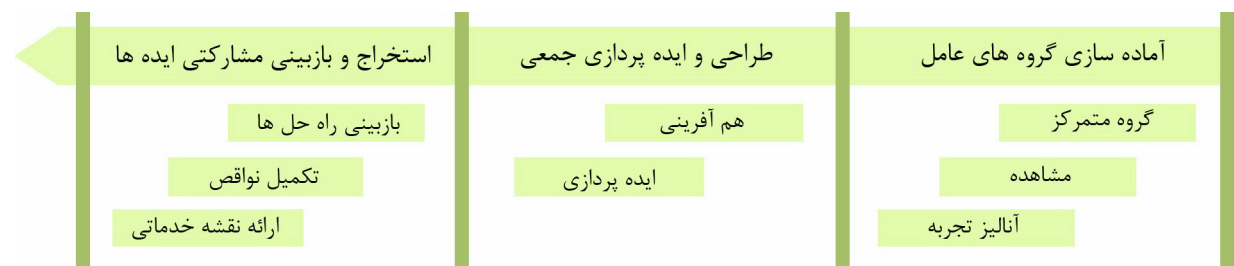 آماده سازی گروه های عامل
گروه متمرکز
مشاهده
آنالیز تجربه
طراحی و ایده پردازی جمعی
هم آفرینی
ایده پردازی
استخراج و بازبینی مشارکتی ایده ها
بازبینی راه حل ها
تکمیل نواقص
ارائه نقشه خدماتی